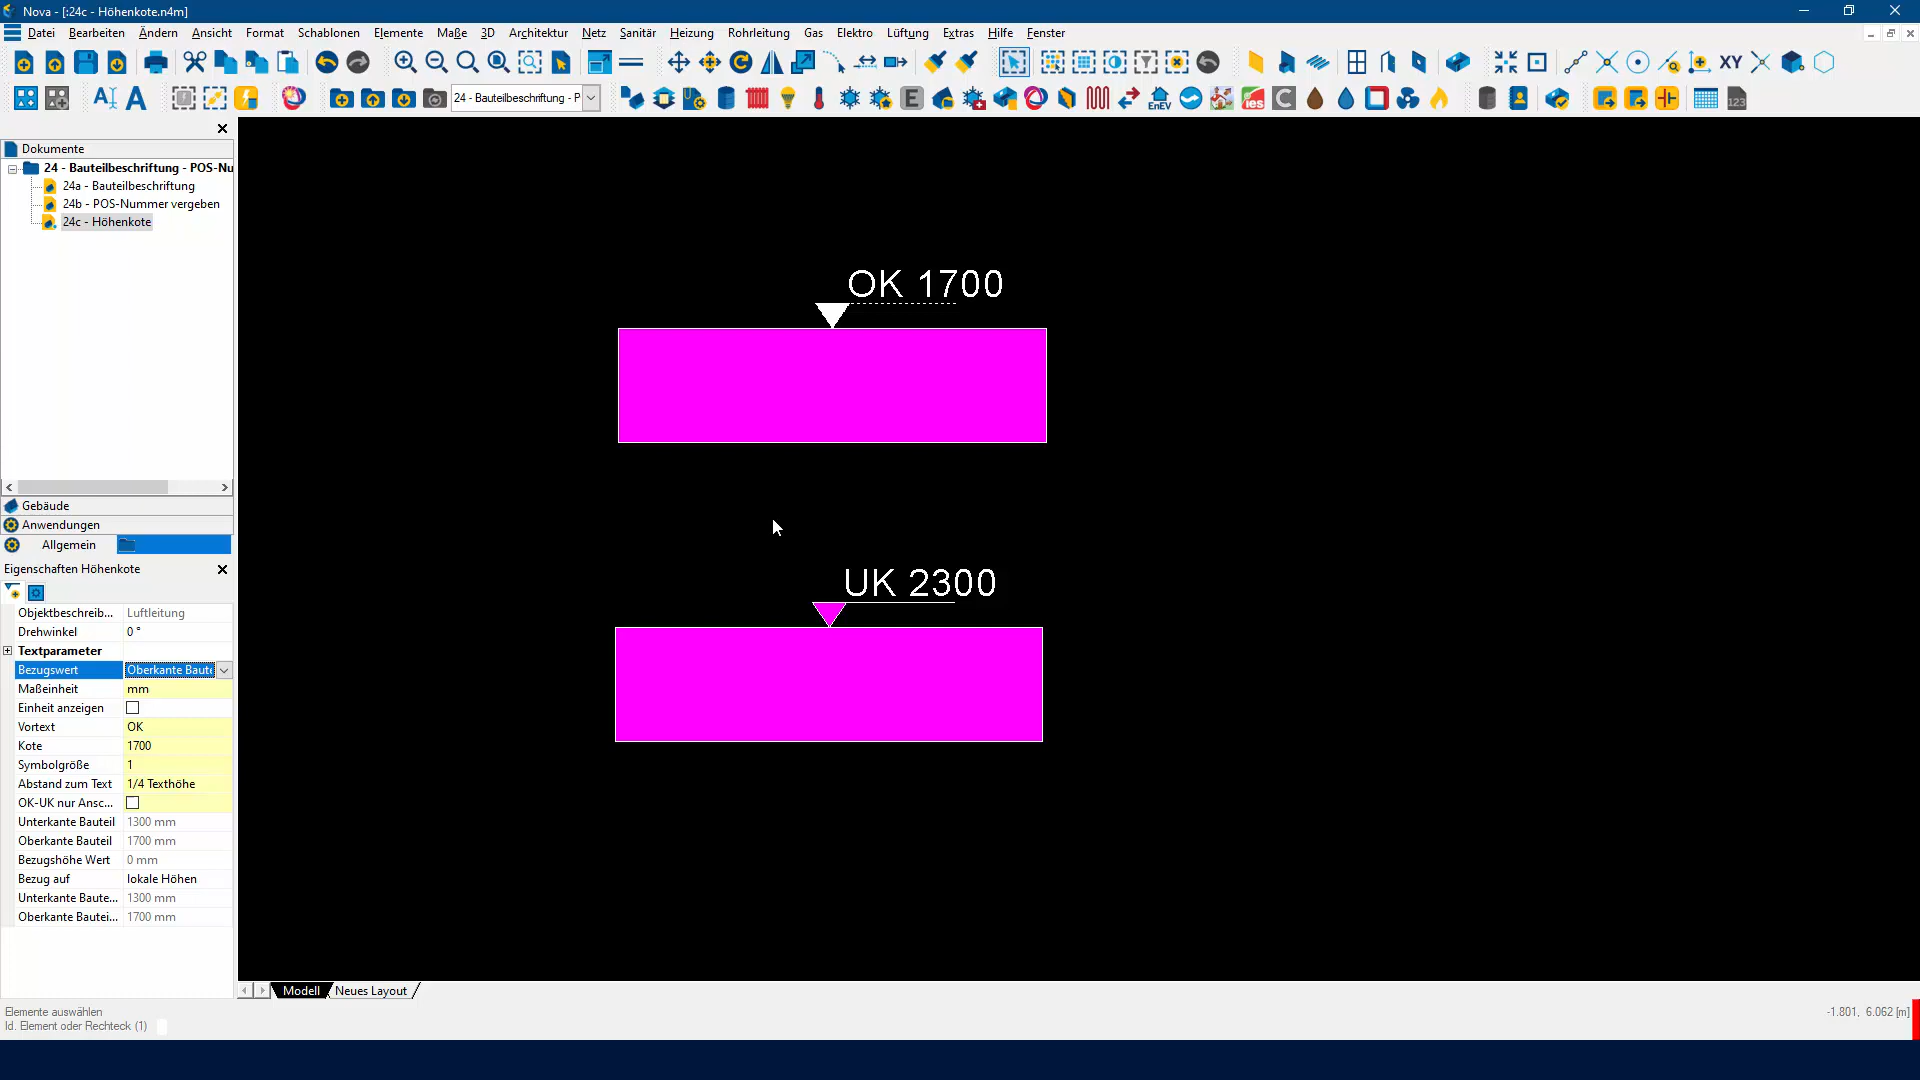 Nova - [:24c - Höhenkote.n4m]
Datei Bearbeiten Ändern Ansicht Format Schablonen Elemente Maße 3D Architektur Netz Sanitär Heizung Rohrleitung Gas Elektro Lüftung Extras Hilfe Fenster
XY
24 - Bauteilbeschriftung - P
E
EnEV
ies
C
123
Dokumente
24 - Bauteilbeschriftung - POS-Nu
24a - Bauteilbeschriftung
24b - POS-Nummer vergeben
24c - Höhenkote
Gebäude
Anwendungen
Allgemein
Eigenschaften Höhenkote
Objektbeschreib... Luftleitung
Drehwinkel 0 °
Textparameter
Bezugswert Oberkante Baute
Maßeinheit mm
Einheit anzeigen
Vortext OK
Kote 1700
Symbolgröße 1
Abstand zum Text 1/4 Texthöhe
OK-UK nur Ansc...
Unterkante Bauteil 1300 mm
Oberkante Bauteil 1700 mm
Bezugshöhe Wert 0 mm
Bezug auf lokale Höhen
Unterkante Baute... 1300 mm
Oberkante Bautei... 1700 mm
OK 1700
UK 2300
Modell Neues Layout
Elemente auswählen
Id. Element oder Rechteck (1)
-1.801, 6.062 [m]